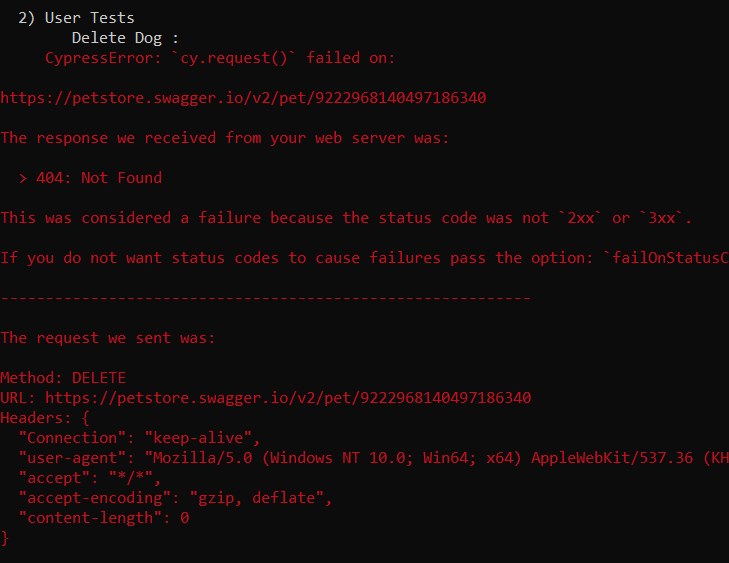 2) User Tests
Delete Dog :
CypressError: `cy.request()` failed on:
https://petstore.swagger.io/v2/pet/9222968140497186340
The response we received from your web server was:
> 404: Not Found
This was considered a failure because the status code was not `2xx` or `3xx`.
If you do not want status codes to cause failures pass the option: `failOnStatusC
-----------------------------------------------------------
The request we sent was:
Method: DELETE
URL: https://petstore.swagger.io/v2/pet/9222968140497186340
Headers: {
"Connection": "keep-alive",
"user-agent": "Mozilla/5.0 (Windows NT 10.0; Win64; x64) AppleWebKit/537.36 (KH
"accept": "*/*",
"accept-encoding": "gzip, deflate",
"content-length": 0
}